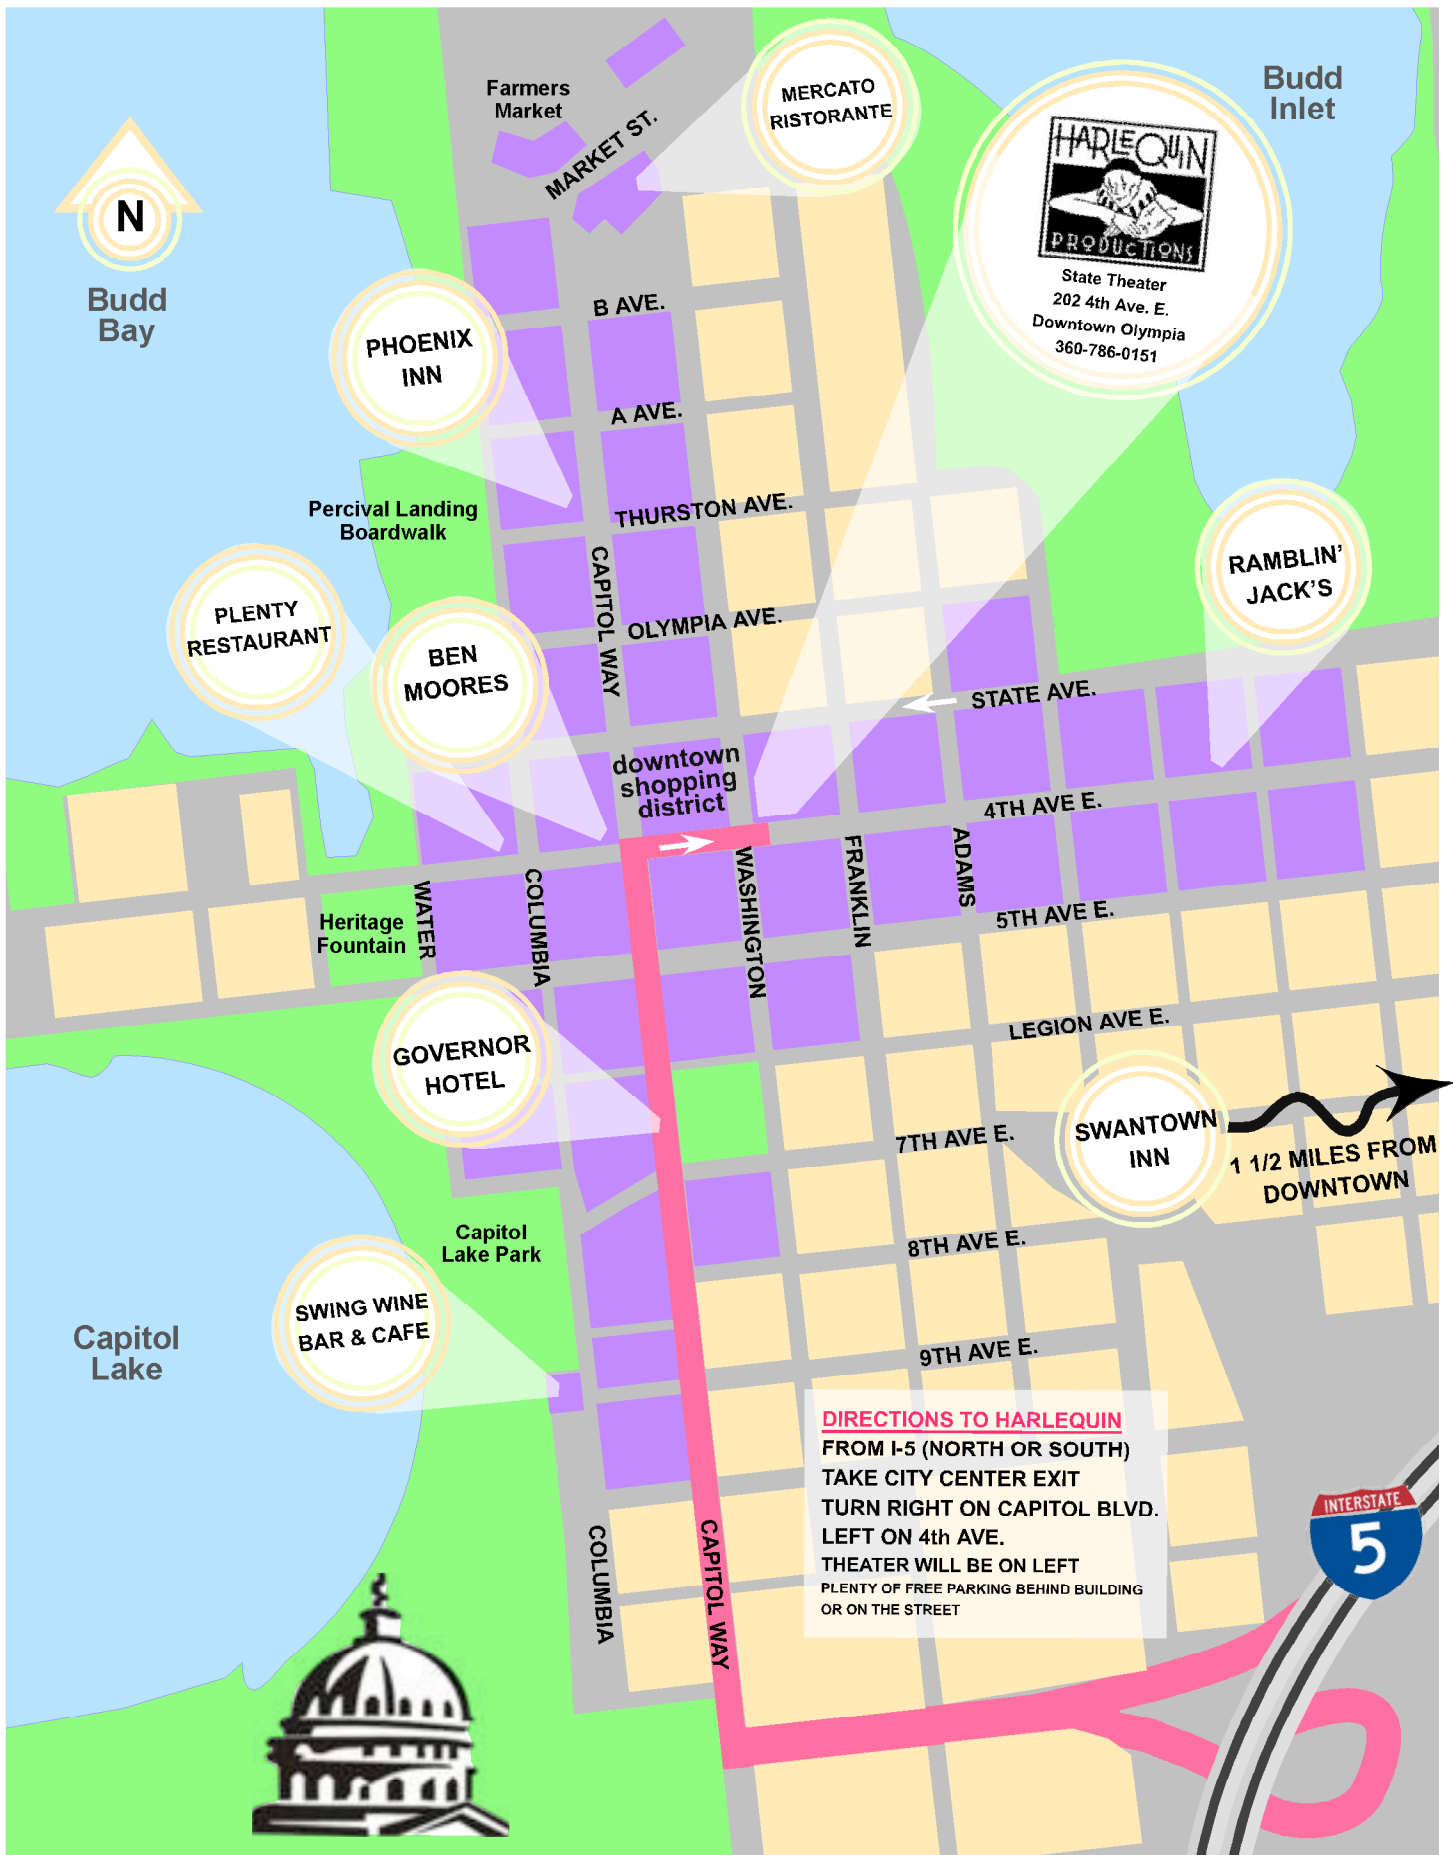 Farmers
Market
MARKET ST.
MERCATO
RISTORANTE
Budd
Inlet
HARLEQUIN
PRODUCTIONS
State Theater
202 4th Ave. E.
Downtown Olympia
360-786-0151
N
Budd
Bay
B AVE.
PHOENIX
INN
A AVE.
Percival Landing
Boardwalk
THURSTON AVE.
CAPITOL WAY
RAMBLIN'
JACK'S
PLENTY
RESTAURANT
OLYMPIA AVE.
BEN
MOORES
STATE AVE.
downtown
shopping
district
4TH AVE E.
WATER
COLUMBIA
WASHINGTON
FRANKLIN
ADAMS
Heritage
Fountain
5TH AVE E.
LEGION AVE E.
GOVERNOR
HOTEL
7TH AVE E.
SWANTOWN
INN
1 1/2 MILES FROM
DOWNTOWN
Capitol
Lake Park
8TH AVE E.
SWING WINE
BAR & CAFE
Capitol
Lake
9TH AVE E.
DIRECTIONS TO HARLEQUIN
FROM I-5 (NORTH OR SOUTH)
TAKE CITY CENTER EXIT
TURN RIGHT ON CAPITOL BLVD.
LEFT ON 4th AVE.
THEATER WILL BE ON LEFT
PLENTY OF FREE PARKING BEHIND BUILDING
OR ON THE STREET
INTERSTATE
5
COLUMBIA
CAPITOL WAY